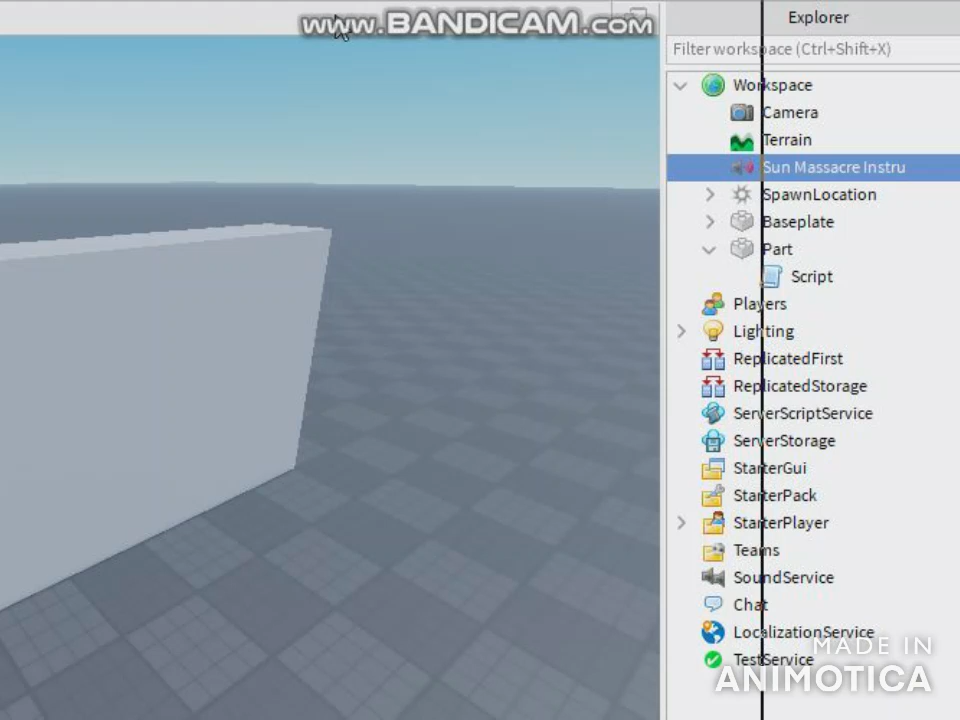 www.BANDICAM.com
Explorer
Filter workspace (Ctrl+Shift+X)
Workspace
Camera
Terrain
Sun Massacre Instru
SpawnLocation
Baseplate
Part
Script
Players
Lighting
ReplicatedFirst
ReplicatedStorage
ServerScriptService
ServerStorage
StarterGui
StarterPack
StarterPlayer
Teams
SoundService
Chat
LocalizationService
TestService
MADE IN
ANIMOTICA